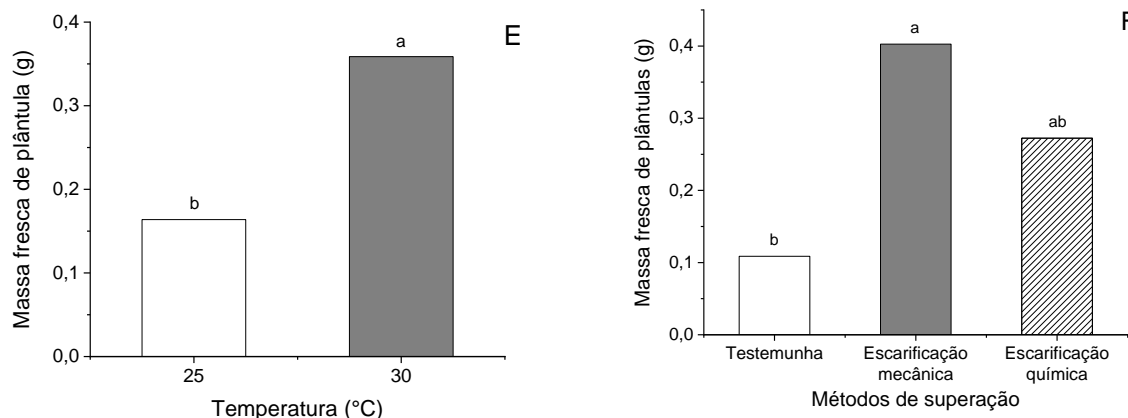 E
Massa fresca de plântula (g)
0,4
0,3
0,2
0,1
0,0
b
a
25
30
Temperatura (°C)
F
Massa fresca de plântulas (g)
0,4
0,3
0,2
0,1
0,0
b
a
ab
Testemunha
Escarificação
mecânica
Escarificação
química
Métodos de superação